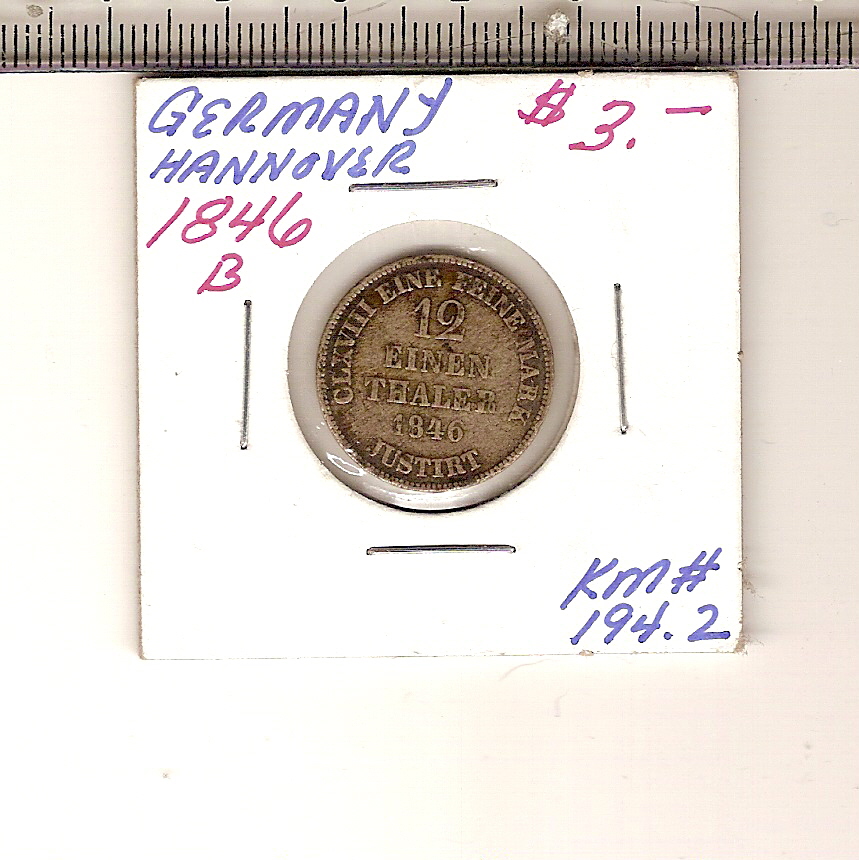 GERMANY
HANNOVER
1846
B
$3.-
CLXVIII EINE FEINE MARK
12
EINEN
THALER
1846
JUSTIRT
KM#
194.2